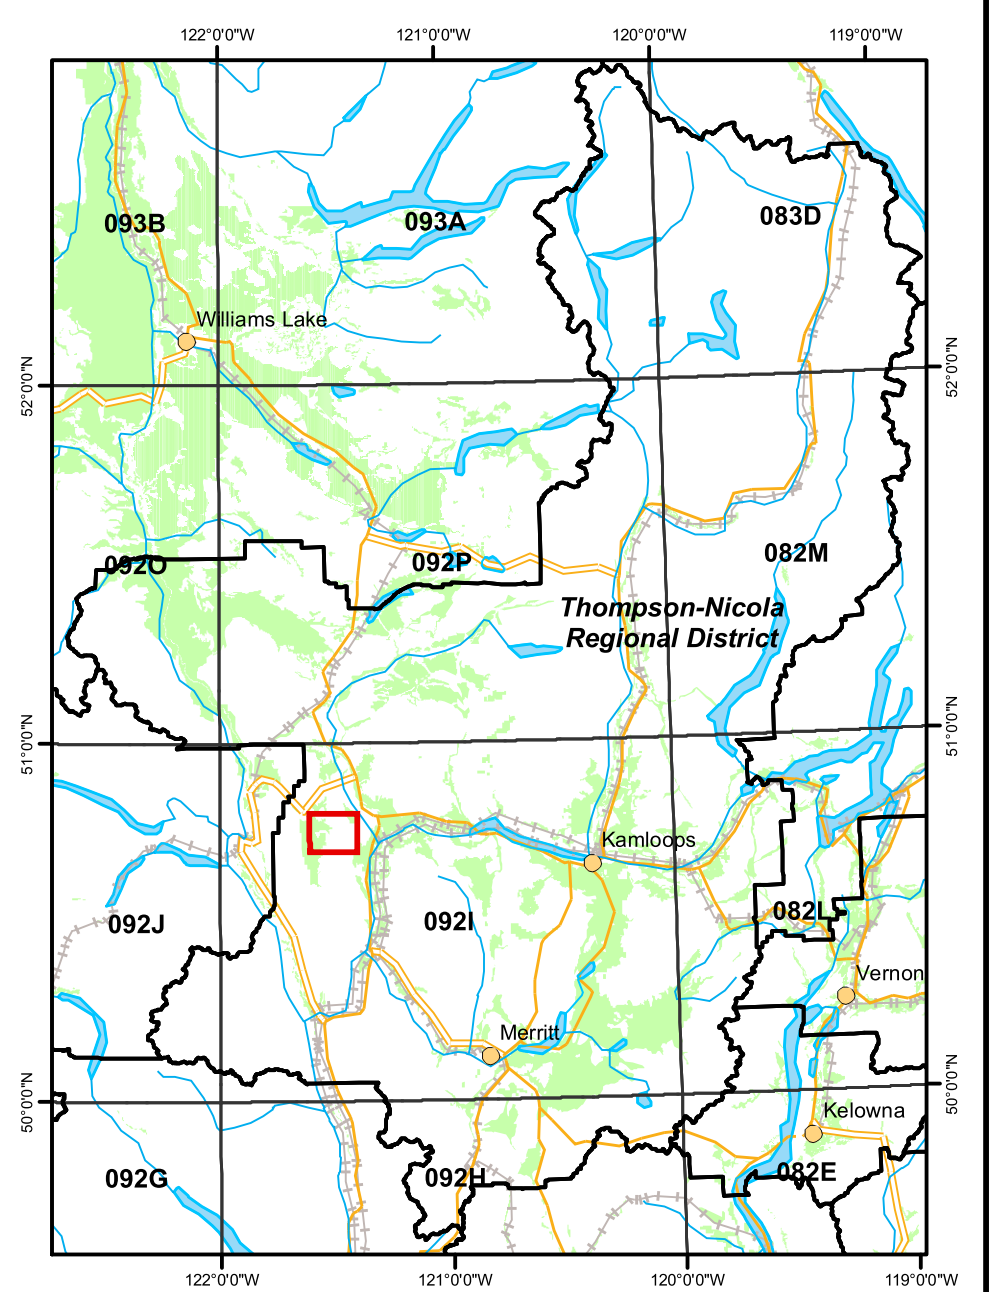 122°0'0"W
121°0'0"W
120°0'0"W
119°0'0"W
093B
093A
083D
Williams Lake
52°0'0"N
52°0'0"N
092O
092P
082M
Thompson-Nicola
Regional District
51°0'0"N
51°0'0"N
Kamloops
092J
092I
082L
Vernon
Merritt
50°0'0"N
50°0'0"N
Kelowna
092G
092H
082E
122°0'0"W
121°0'0"W
120°0'0"W
119°0'0"W